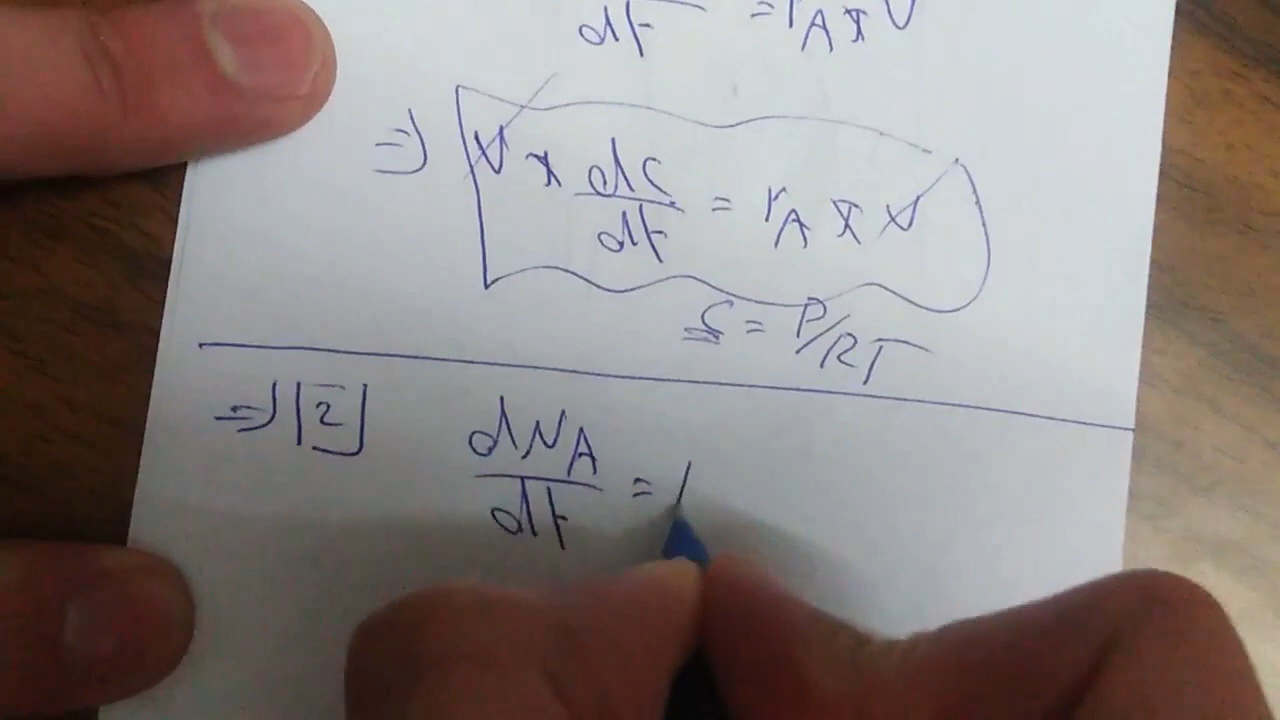 dt = rA x V
=> V x dC/dt = rA x V
C = P/RT
=> |2| dNA/dt =